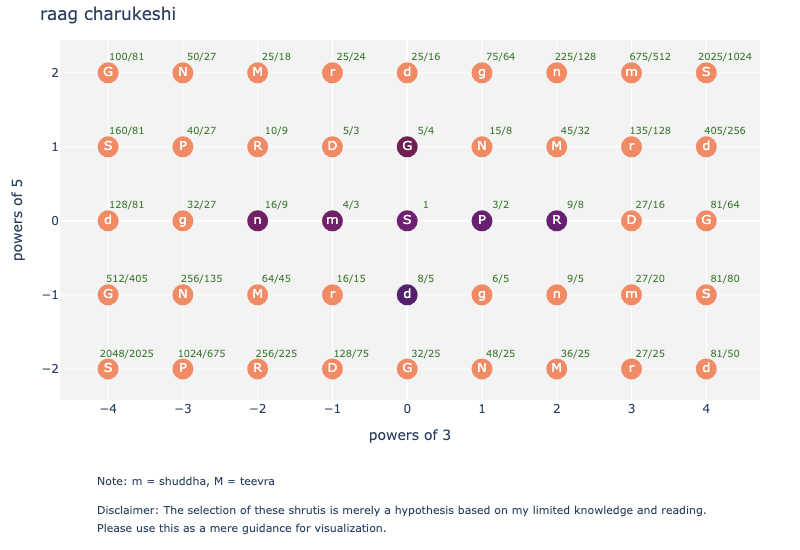 raag charukeshi
100/81 50/27 25/18 25/24 25/16 75/64 225/128 675/512 2025/1024
2 G N M r d g n m S
160/81 40/27 10/9 5/3 5/4 15/8 45/32 135/128 405/256
1 S P R D G N M r d
128/81 32/27 16/9 4/3 1 3/2 9/8 27/16 81/64
0 d g n m S P R D G
512/405 256/135 64/45 16/15 8/5 6/5 9/5 27/20 81/80
−1 G N M r d g n m S
2048/2025 1024/675 256/225 128/75 32/25 48/25 36/25 27/25 81/50
−2 S P R D G N M r d
−4 −3 −2 −1 0 1 2 3 4
powers of 5
powers of 3
Note: m = shuddha, M = teevra
Disclaimer: The selection of these shrutis is merely a hypothesis based on my limited knowledge and reading.
Please use this as a mere guidance for visualization.